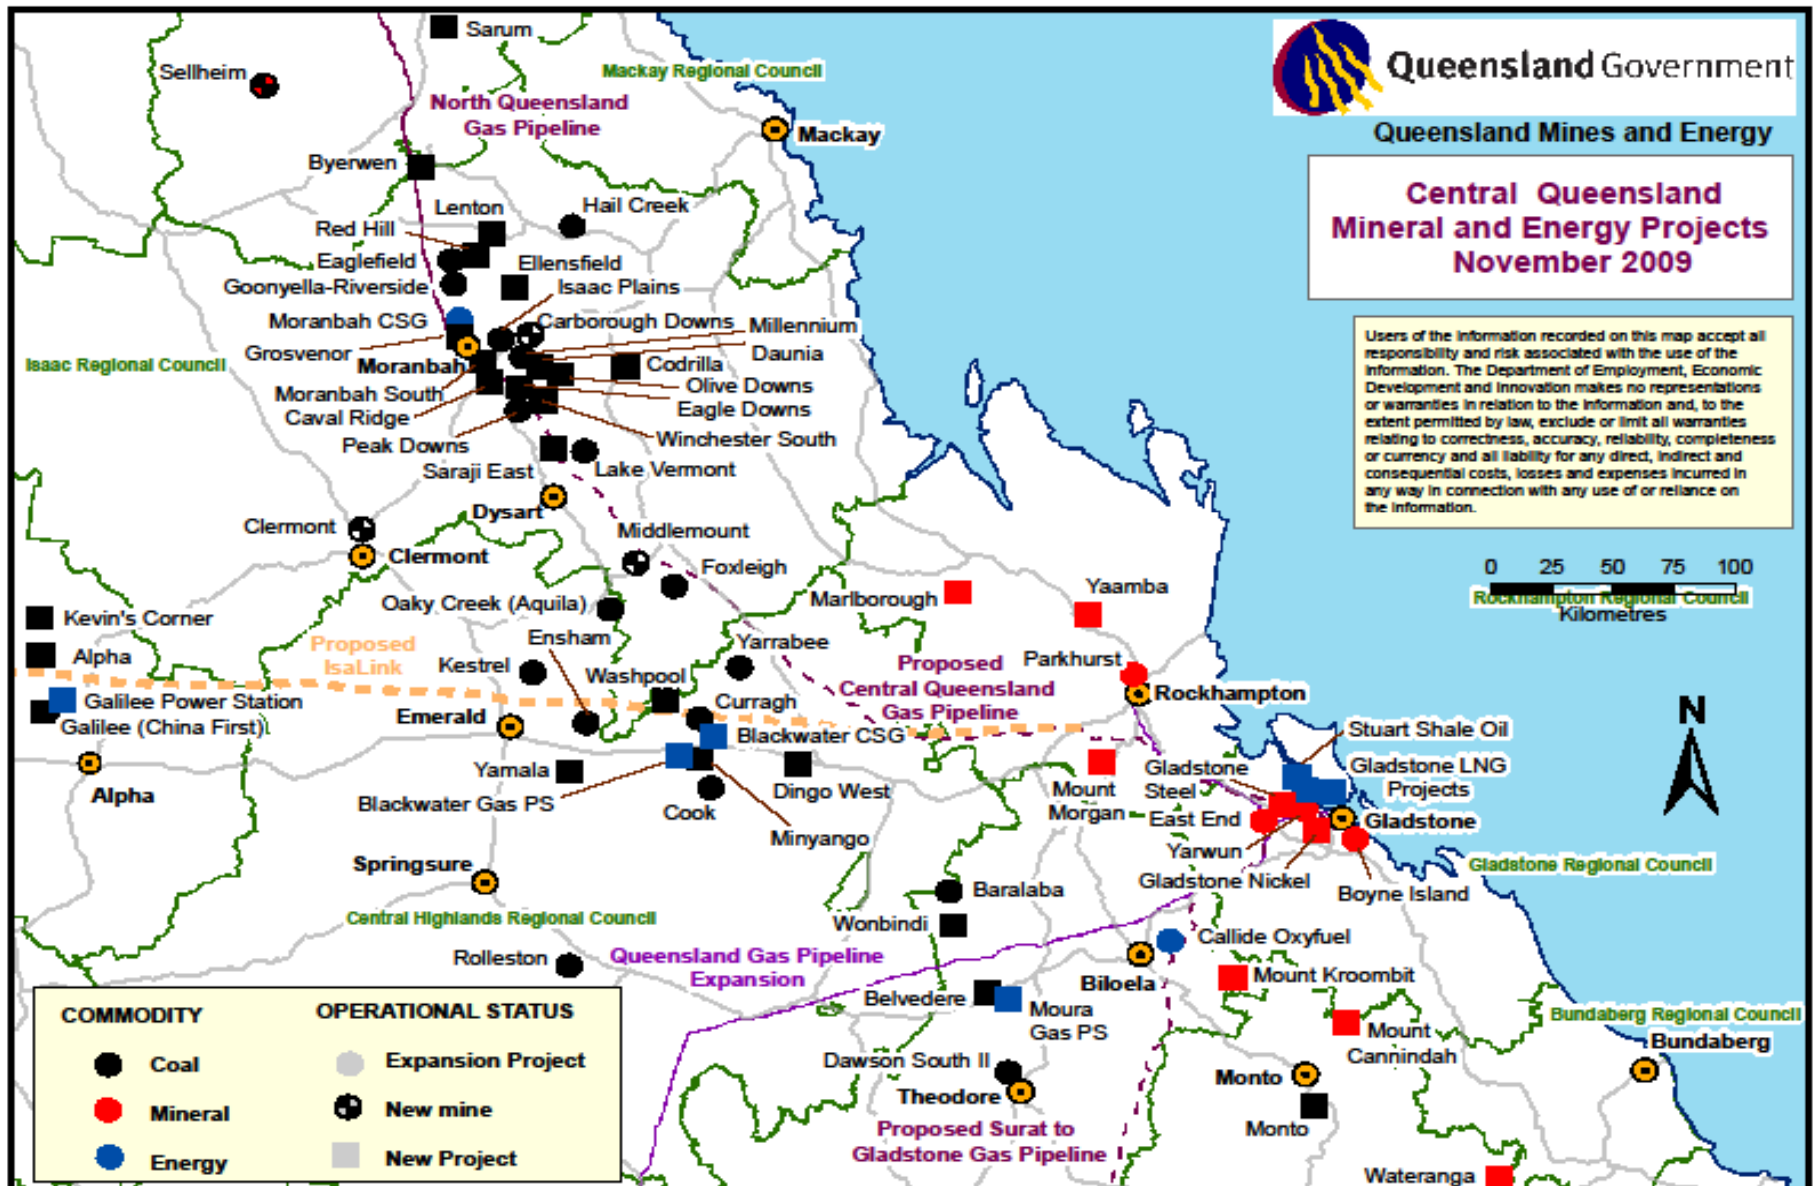 Sarum
Sellheim
Mackay Regional Council
North Queensland
Gas Pipeline
Mackay
Byerwen
Queensland Government
Queensland Mines and Energy
Central Queensland
Mineral and Energy Projects
November 2009
Lenton
Hail Creek
Red Hill
Eaglefield
Ellensfield
Goonyella-Riverside
Isaac Plains
Moranbah CSG
Carborough Downs
Millennium
Grosvenor
Daunia
Isaac Regional Council
Moranbah
Codrilla
Moranbah South
Olive Downs
Caval Ridge
Eagle Downs
Peak Downs
Winchester South
Saraji East
Lake Vermont
Users of the information recorded on this map accept all
responsibility and risk associated with the use of the
information. The Department of Employment, Economic
Development and Innovation makes no representations
or warranties in relation to the information and, to the
extent permitted by law, exclude or limit all warranties
relating to correctness, accuracy, reliability, completeness
or currency and all liability for any direct, indirect and
consequential costs, losses and expenses incurred in
any way in connection with any use of or reliance on
the information.
Dysart
Clermont
Clermont
Middlemount
Foxleigh
0 25 50 75 100
Rockhampton Regional Council
Kilometres
Marlborough
Yaamba
Oaky Creek (Aquila)
Kevin's Corner
Alpha
Proposed
IsaLink
Ensham
Yarrabee
Kestrel
Washpool
Proposed
Central Queensland
Gas Pipeline
Parkhurst
Rockhampton
Galilee Power Station
Galilee (China First)
Emerald
Curragh
Blackwater CSG
N
Stuart Shale Oil
Gladstone LNG
Projects
Alpha
Yamala
Blackwater Gas PS
Cook
Dingo West
Minyango
Mount
Morgan
Gladstone
Steel
East End
Gladstone
Yarwun
Gladstone Nickel
Boyne Island
Gladstone Regional Council
Springsure
Central Highlands Regional Council
Baralaba
Wonbindi
Rolleston
Queensland Gas Pipeline
Expansion
Callide Oxyfuel
Biloela
Mount Kroombit
Belvedere
Moura
Gas PS
Mount
Cannindah
Bundaberg Regional Council
Bundaberg
Dawson South II
Theodore
Monto
Monto
Proposed Surat to
Gladstone Gas Pipeline
Wateranga
COMMODITY
Coal
Mineral
Energy
OPERATIONAL STATUS
Expansion Project
New mine
New Project